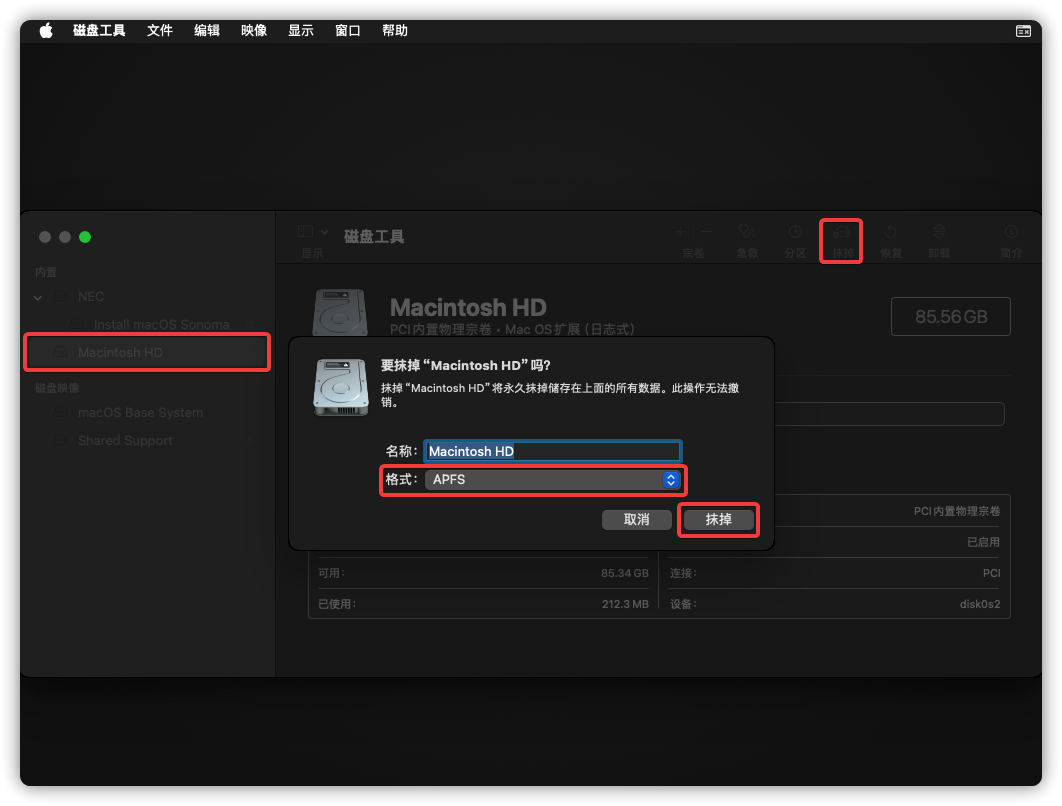 磁盘工具 文件 编辑 映像 显示 窗口 帮助
磁盘工具
显示
宗卷 急救 分区 抹掉 恢复 卸载 简介
内置
NEC
Install macOS Sonoma
Macintosh HD
磁盘映像
macOS Base System
Shared Support
Macintosh HD
PCI内置物理宗卷 • Mac OS扩展 (日志式)
85.56 GB
要抹掉“Macintosh HD”吗?
抹掉“Macintosh HD”将永久抹掉储存在上面的所有数据。此操作无法撤
销。
名称: Macintosh HD
格式: APFS
取消 抹掉
PCI内置物理宗卷
已启用
可用: 85.34 GB 连接: PCI
已使用: 212.3 MB 设备: disk0s2